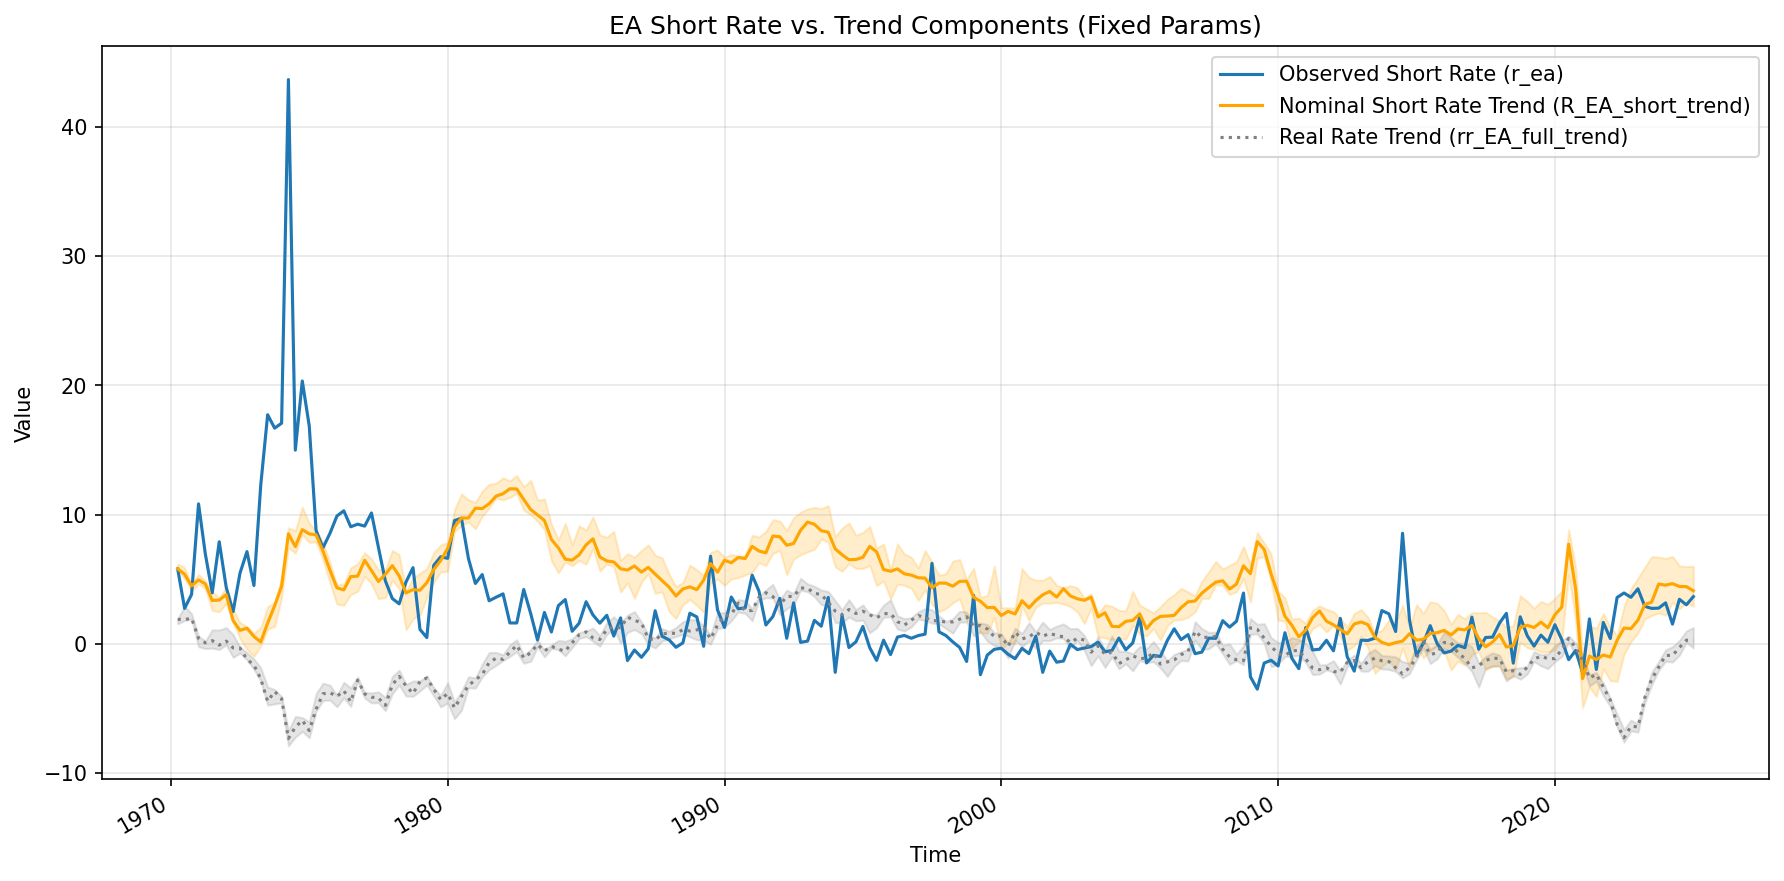 EA Short Rate vs. Trend Components (Fixed Params)
Observed Short Rate (r_ea)
Nominal Short Rate Trend (R_EA_short_trend)
Real Rate Trend (rr_EA_full_trend)
Value
40
30
20
10
0
−10
1970
1980
1990
2000
2010
2020
Time